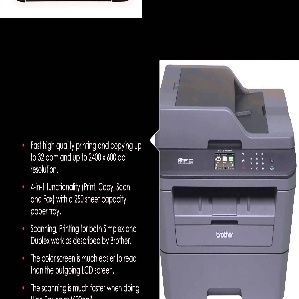 Fast high quality printing and copying up
to 32 ppm and up to 2400 x 600 dpi
resolution.
4-in-1 functionality (Print, Copy, Scan
and Fax) with a 250 sheet capacity
paper tray.
Scanning, Printing for both Simplex and
Duplex work as described by Brother.
The color screen is much easier to read
than the outgoing LCD screen.
The scanning is much faster when doing
brother